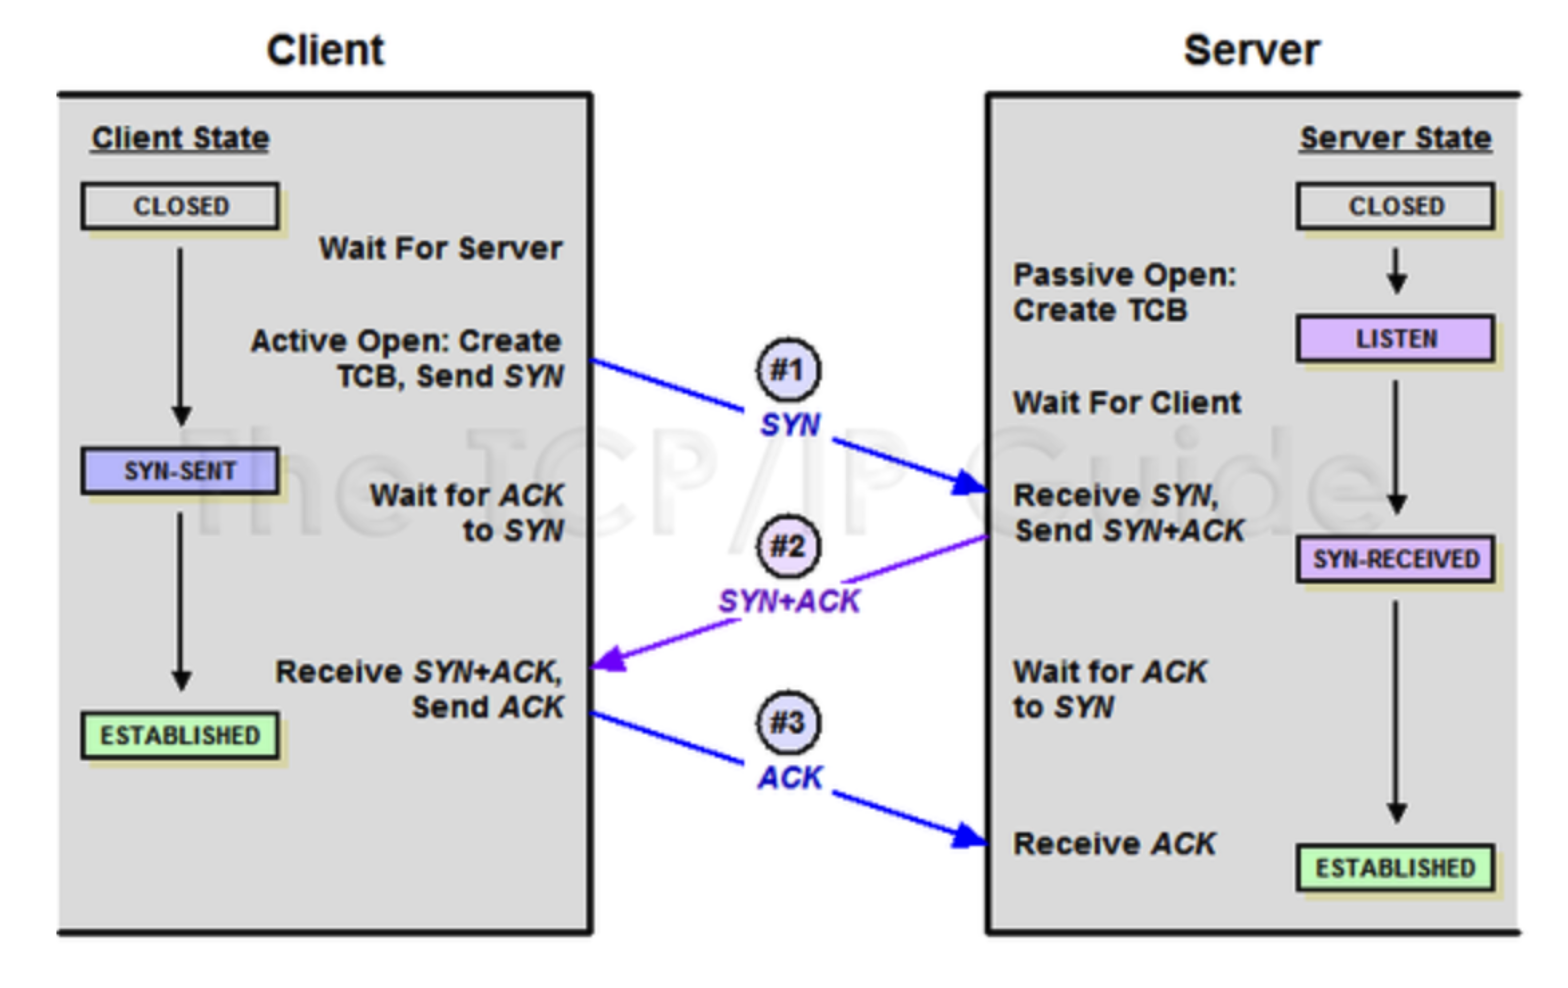 Client
Server
Client State
CLOSED
Wait For Server
Active Open: Create
TCB, Send SYN
SYN-SENT
Wait for ACK
to SYN
Receive SYN+ACK,
Send ACK
ESTABLISHED
#1
SYN
#2
SYN+ACK
#3
ACK
Server State
CLOSED
Passive Open:
Create TCB
LISTEN
Wait For Client
Receive SYN,
Send SYN+ACK
SYN-RECEIVED
Wait for ACK
to SYN
Receive ACK
ESTABLISHED
The TCP/IP Guide